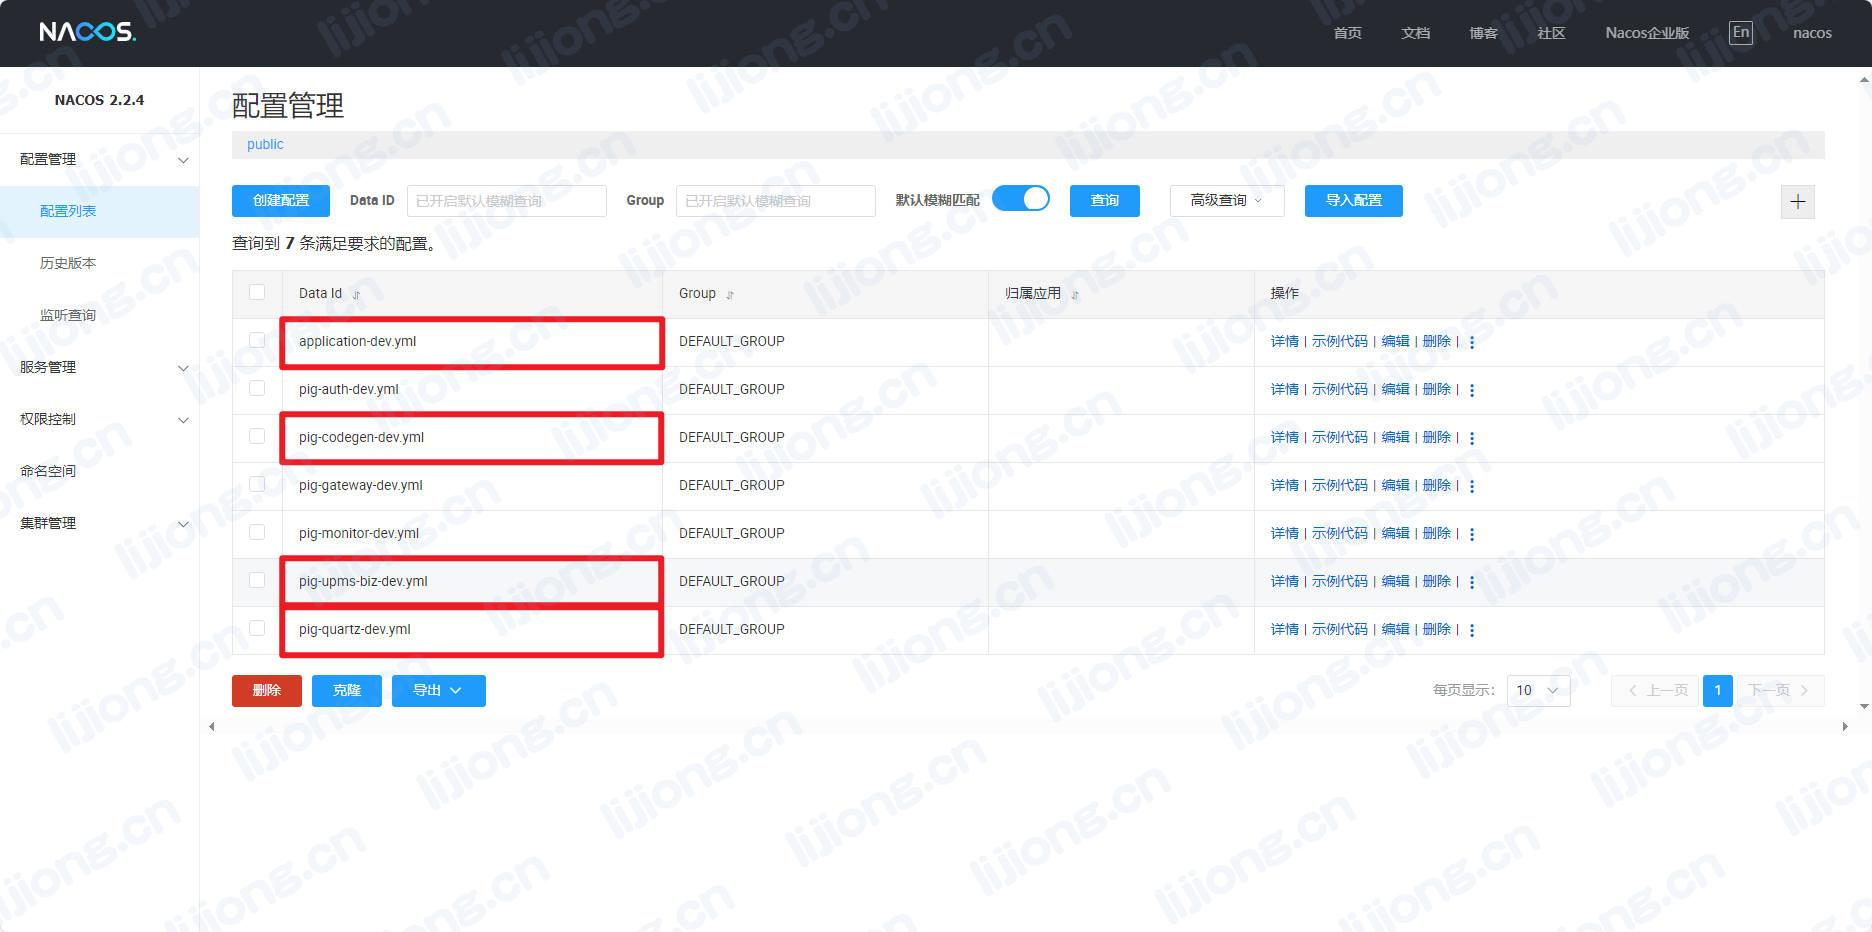 NACOS.
首页 文档 博客 社区 Nacos企业版 En nacos
NACOS 2.2.4
配置管理
配置列表
历史版本
监听查询
服务管理
权限控制
命名空间
集群管理
配置管理
public
创建配置 Data ID 已开启默认模糊查询 Group 已开启默认模糊查询 默认模糊匹配 查询 高级查询 导入配置
查询到 7 条满足要求的配置。
Data Id Group 归属应用 操作
application-dev.yml DEFAULT_GROUP 详情 | 示例代码 | 编辑 | 删除 |
pig-auth-dev.yml DEFAULT_GROUP 详情 | 示例代码 | 编辑 | 删除 |
pig-codegen-dev.yml DEFAULT_GROUP 详情 | 示例代码 | 编辑 | 删除 |
pig-gateway-dev.yml DEFAULT_GROUP 详情 | 示例代码 | 编辑 | 删除 |
pig-monitor-dev.yml DEFAULT_GROUP 详情 | 示例代码 | 编辑 | 删除 |
pig-upms-biz-dev.yml DEFAULT_GROUP 详情 | 示例代码 | 编辑 | 删除 |
pig-quartz-dev.yml DEFAULT_GROUP 详情 | 示例代码 | 编辑 | 删除 |
删除 克隆 导出 每页显示: 10 上一页 1 下一页
lijiong.cn